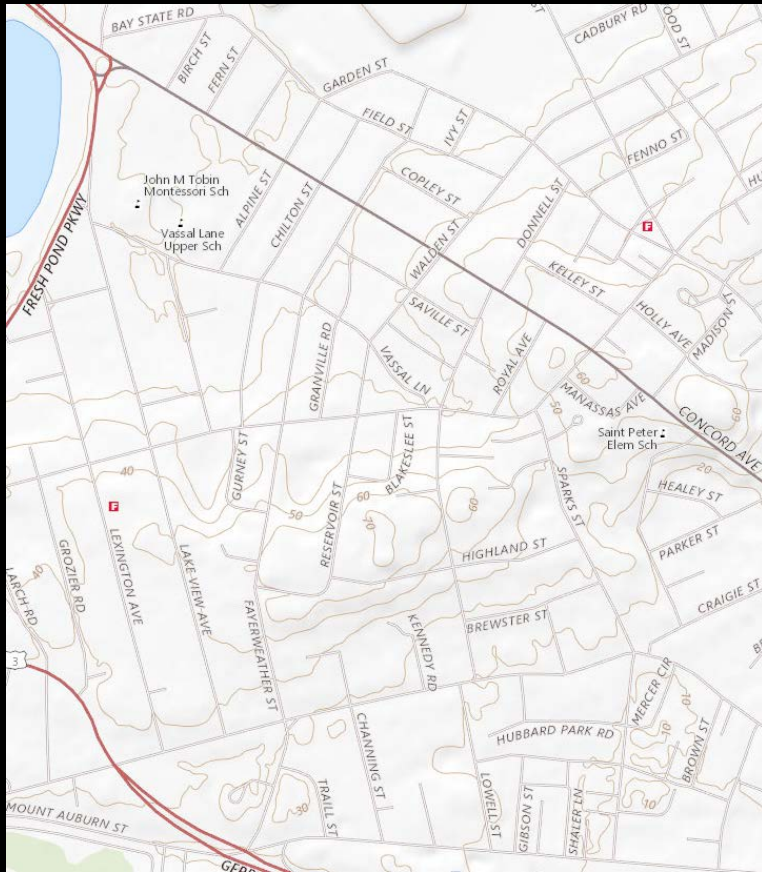 BAY STATE RD
BIRCH ST
FERN ST
GARDEN ST
CADBURY RD
FIELD ST
IVY ST
FENNO ST
John M Tobin
Montessori Sch
Vassal Lane
Upper Sch
ALPINE ST
CHILTON ST
COPLEY ST
WALDEN ST
DONNELL ST
F
FRESH POND PKWY
KELLEY ST
HOLLY AVE
MADISON ST
SAVILLE ST
GRANVILLE RD
VASSAL LN
ROYAL AVE
60
50
MANASSAS AVE
60
CONCORD AVE
Saint Peter
Elem Sch
GURNEY ST
BLAKESLEE ST
SPARKS ST
20
40
60
60
HEALEY ST
F
50
RESERVOIR ST
70
LEXINGTON AVE
LAKE VIEW AVE
GROZIER RD
40
LARCH RD
HIGHLAND ST
PARKER ST
FAYERWEATHER ST
KENNEDY RD
BREWSTER ST
CRAIGIE ST
3
MERCER CIR
10
HUBBARD PARK RD
10
BROWN ST
CHANNING ST
LOWELL ST
GIBSON ST
SHALER LN
10
TRAILL ST
30
MOUNT AUBURN ST